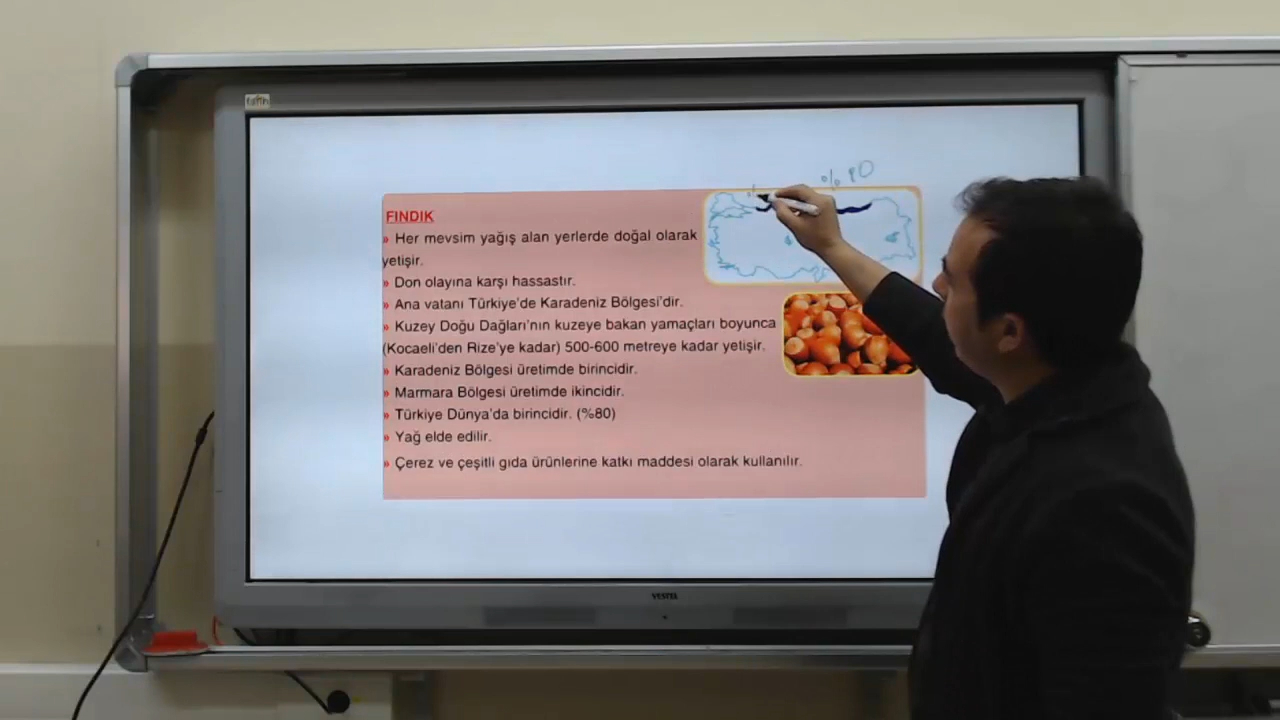 FINDIK
» Her mevsim yağış alan yerlerde doğal olarak
yetişir.
» Don olayına karşı hassastır.
» Ana vatanı Türkiye'de Karadeniz Bölgesi'dir.
» Kuzey Doğu Dağları'nın kuzeye bakan yamaçları boyunca
(Kocaeli'den Rize'ye kadar) 500-600 metreye kadar yetişir.
» Karadeniz Bölgesi üretimde birincidir.
» Marmara Bölgesi üretimde ikincidir.
» Türkiye Dünya'da birincidir. (%80)
» Yağ elde edilir.
» Çerez ve çeşitli gıda ürünlerine katkı maddesi olarak kullanılır.
VESTEL